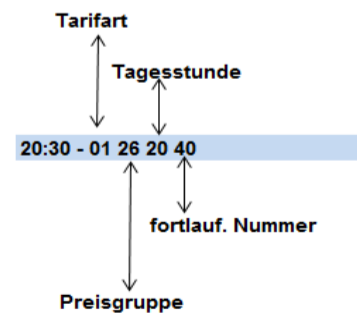 Tarifart
Tagesstunde
20:30 - 01 26 20 40
fortlauf. Nummer
Preisgruppe